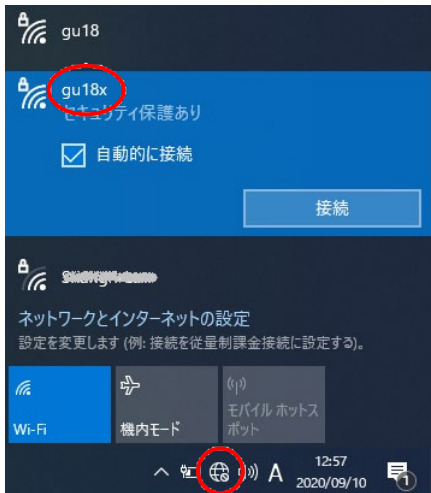 gu18
gu18x
セキュリティ保護あり
自動的に接続
接続
ネットワークとインターネットの設定
設定を変更します (例: 接続を従量制課金接続に設定する)。
Wi-Fi
機内モード
モバイル ホットス
ポット
A
12:57
2020/09/10
1